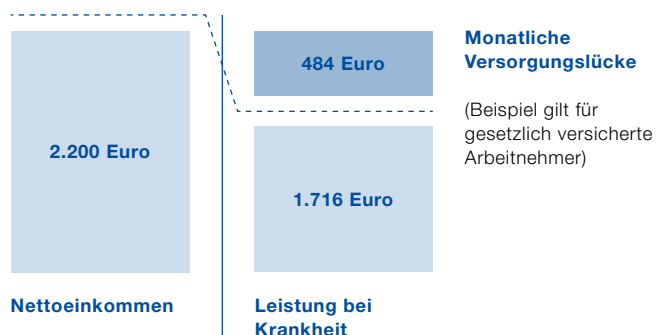 484 Euro
Monatliche
Versorgungslücke
(Beispiel gilt für
gesetzlich versicherte
Arbeitnehmer)
2.200 Euro
1.716 Euro
Nettoeinkommen
Leistung bei
Krankheit